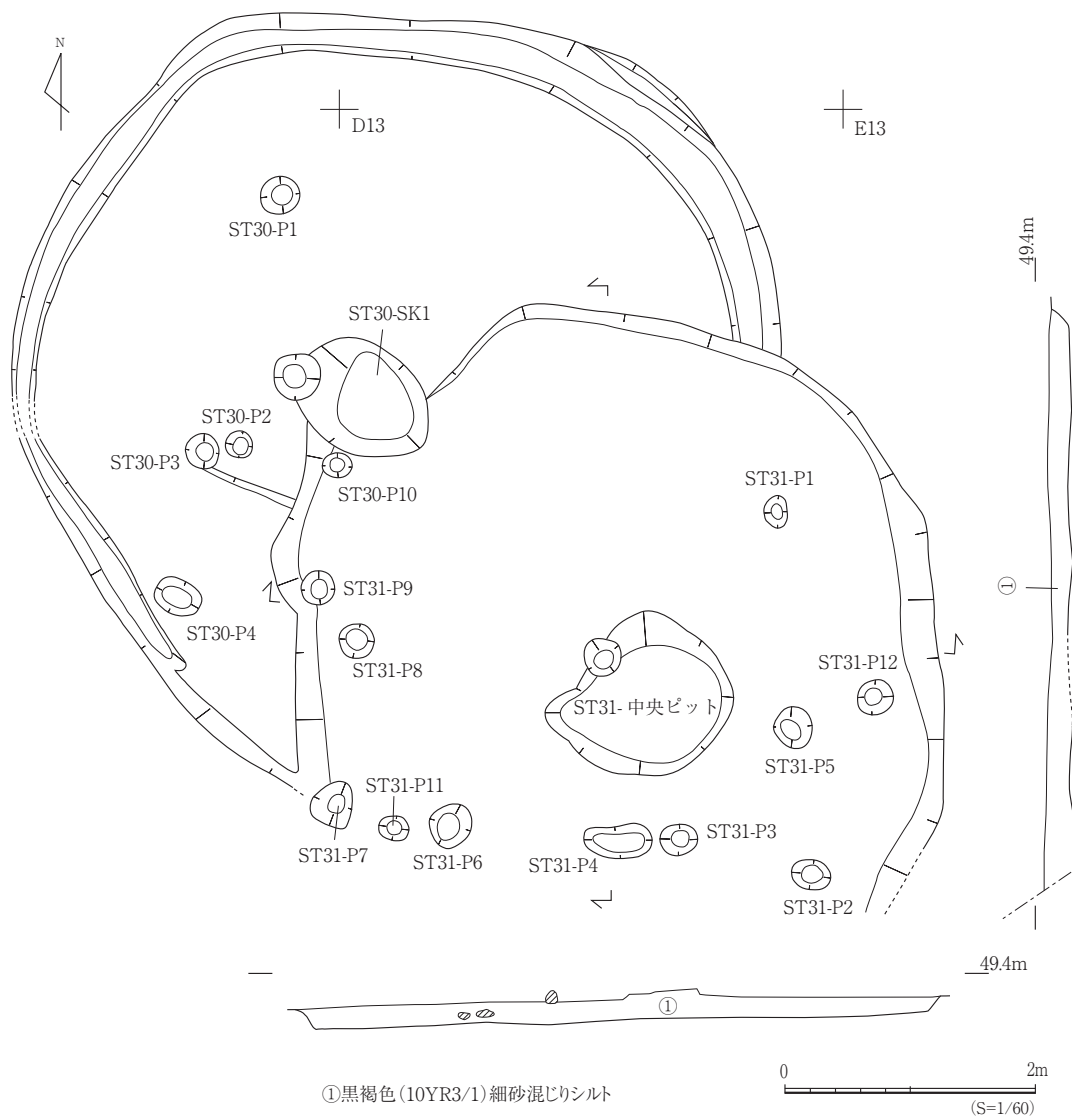 N
D13
E13
ST30-P1
49.4m
ST30-SK1
ST30-P2
ST30-P3
ST30-P10
ST31-P1
①
ST31-P9
ST30-P4
ST31-P8
ST31-P12
ST31-中央ピット
ST31-P5
ST31-P11
ST31-P7
ST31-P6
ST31-P4
ST31-P3
ST31-P2
49.4m
①
①黒褐色(10YR3/1)細砂混じりシルト
0
2m
(S=1/60)